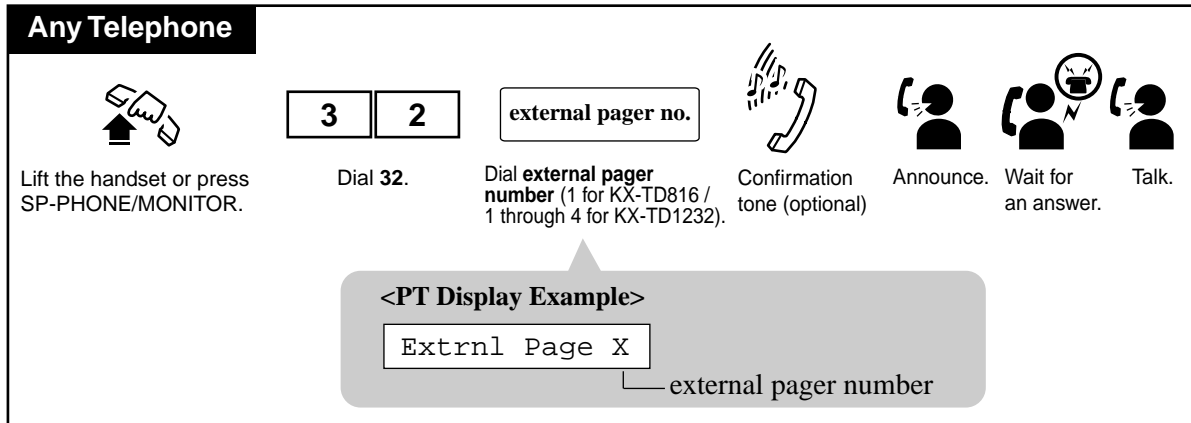 Any Telephone
3 2
external pager no.
Lift the handset or press
SP-PHONE/MONITOR.
Dial 32.
Dial external pager
number (1 for KX-TD816 /
1 through 4 for KX-TD1232).
Confirmation
tone (optional)
Announce.
Wait for
an answer.
Talk.
<PT Display Example>
Extrnl Page X
external pager number